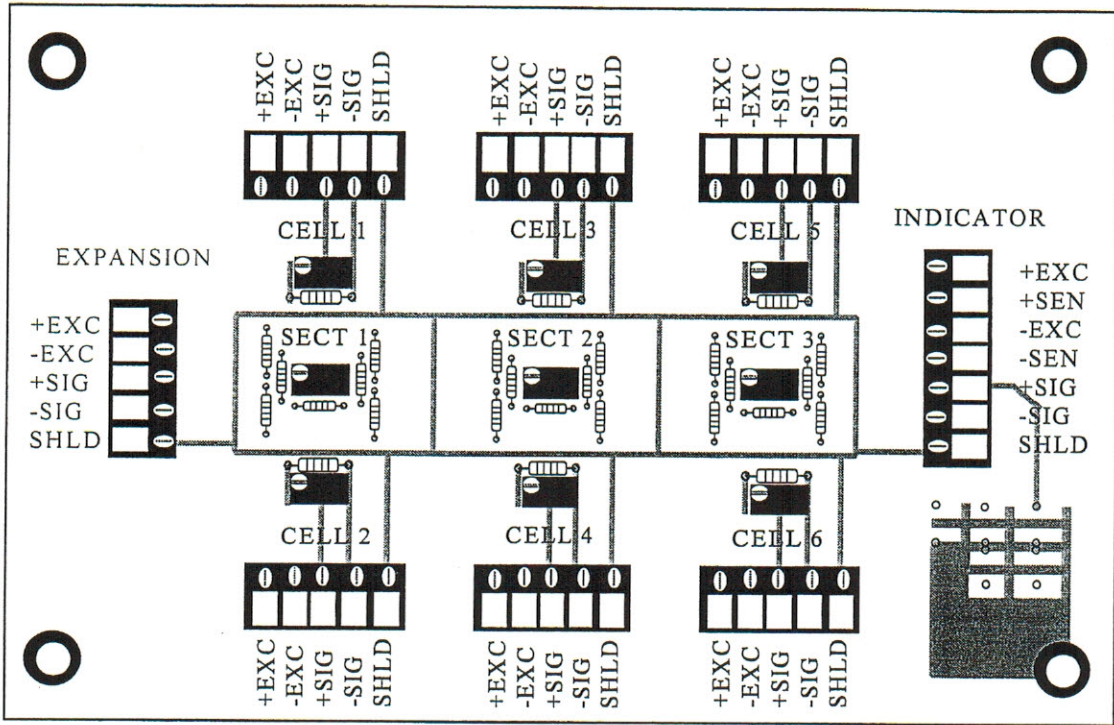 +EXC
-EXC
+SIG
-SIG
SHLD
+EXC
-EXC
+SIG
-SIG
SHLD
+EXC
-EXC
+SIG
-SIG
SHLD
CELL 1
CELL 3
CELL 5
INDICATOR
EXPANSION
+EXC
-EXC
+SIG
-SIG
SHLD
SECT 1
SECT 2
SECT 3
+EXC
+SEN
-EXC
-SEN
+SIG
-SIG
SHLD
CELL 2
CELL 4
CELL 6
+EXC
-EXC
+SIG
-SIG
SHLD
+EXC
-EXC
+SIG
-SIG
SHLD
+EXC
-EXC
+SIG
-SIG
SHLD